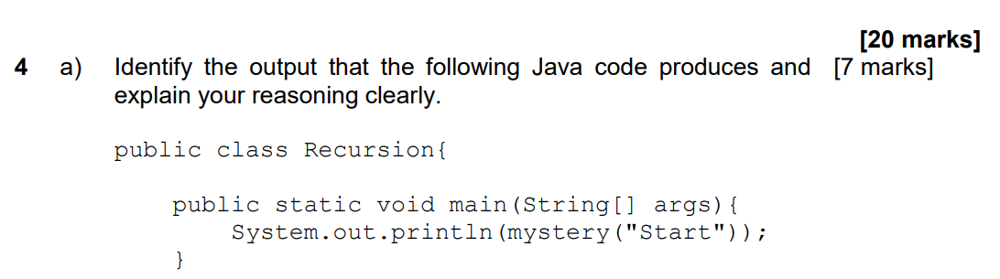 [20 marks]
4 a) Identify the output that the following Java code produces and [7 marks]
explain your reasoning clearly.
public class Recursion{
public static void main(String[] args){
System.out.println(mystery("Start"));
}